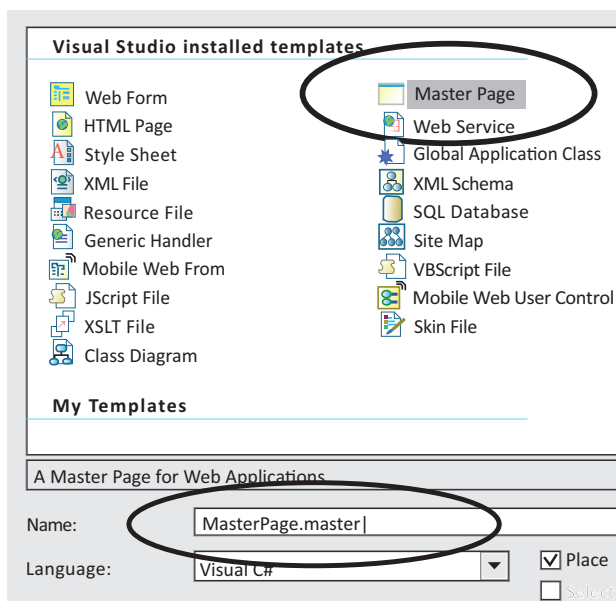 Visual Studio installed templates
Web Form
Master Page
HTML Page
Web Service
Style Sheet
Global Application Class
XML File
XML Schema
Resource File
SQL Database
Generic Handler
Site Map
Mobile Web From
VBScript File
JScript File
Mobile Web User Control
XSLT File
Skin File
Class Diagram
My Templates
A Master Page for Web Applications
Name:
MasterPage.master|
Language:
Visual C#
Place
Select